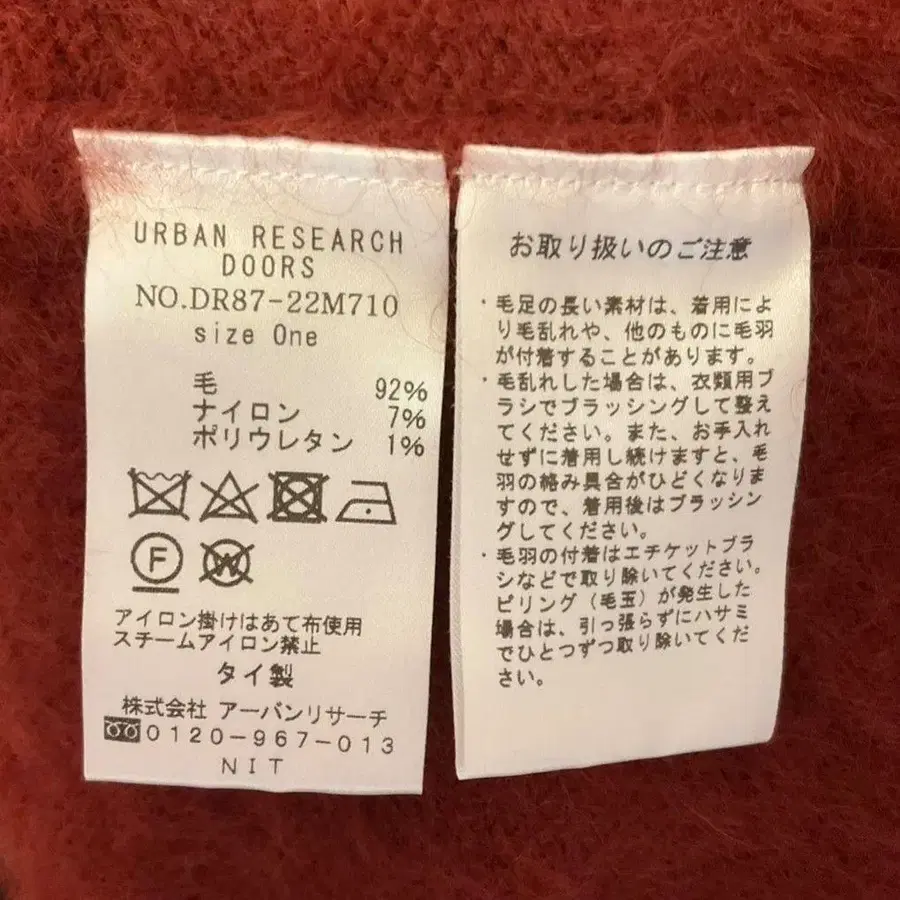 URBAN RESEARCH
DOORS
NO.DR87-22M710
size One
毛 92%
ナイロン 7%
ポリウレタン 1%
F
W
アイロン掛けはあて布使用
スチームアイロン禁止
タイ製
株式会社 アーバンリサーチ
0120-967-013
NIT
お取り扱いのご注意
・毛足の長い素材は、着用によ
り毛乱れや、他のものに毛羽
が付着することがあります。
・毛乱れした場合は、衣類用ブ
ラシでブラッシングして整え
てください。また、お手入れ
せずに着用し続けますと、毛
羽の絡み具合がひどくなりま
すので、着用後はブラッシン
グしてください。
・毛羽の付着はエチケットブラ
シなどで取り除いてください。
ピリング(毛玉)が発生した
場合は、引っ張らずにハサミ
でひとつずつ取り除いてくだ
さい。